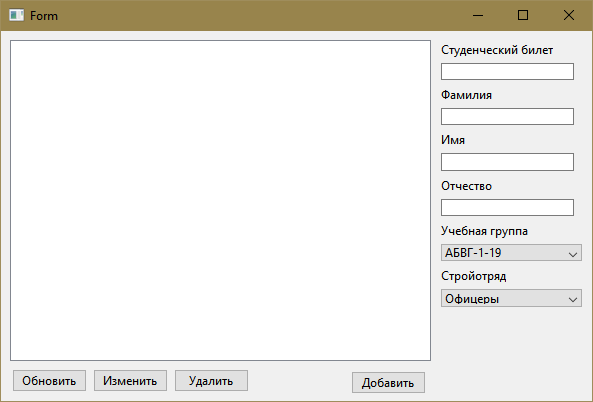 Form
Студенческий билет
Фамилия
Имя
Отчество
Учебная группа
АБВГ-1-19
Стройотряд
Офицеры
Обновить
Изменить
Удалить
Добавить